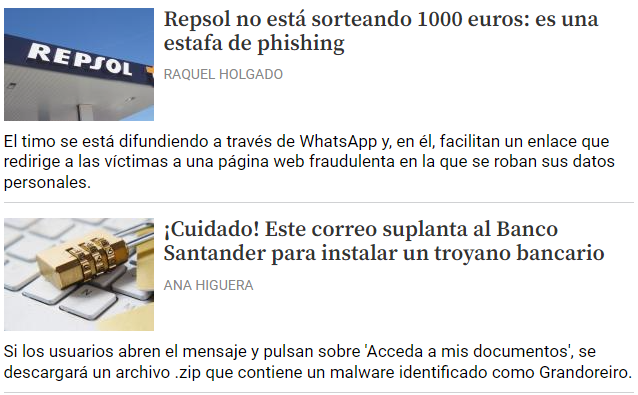 REPSOL
Repsol no está sorteando 1000 euros: es una
estafa de phishing
RAQUEL HOLGADO
El timo se está difundiendo a través de WhatsApp y, en él, facilitan un enlace que
redirige a las víctimas a una página web fraudulenta en la que se roban sus datos
personales.
¡Cuidado! Este correo suplanta al Banco
Santander para instalar un troyano bancario
ANA HIGUERA
Si los usuarios abren el mensaje y pulsan sobre 'Acceda a mis documentos', se
descargará un archivo .zip que contiene un malware identificado como Grandoreiro.